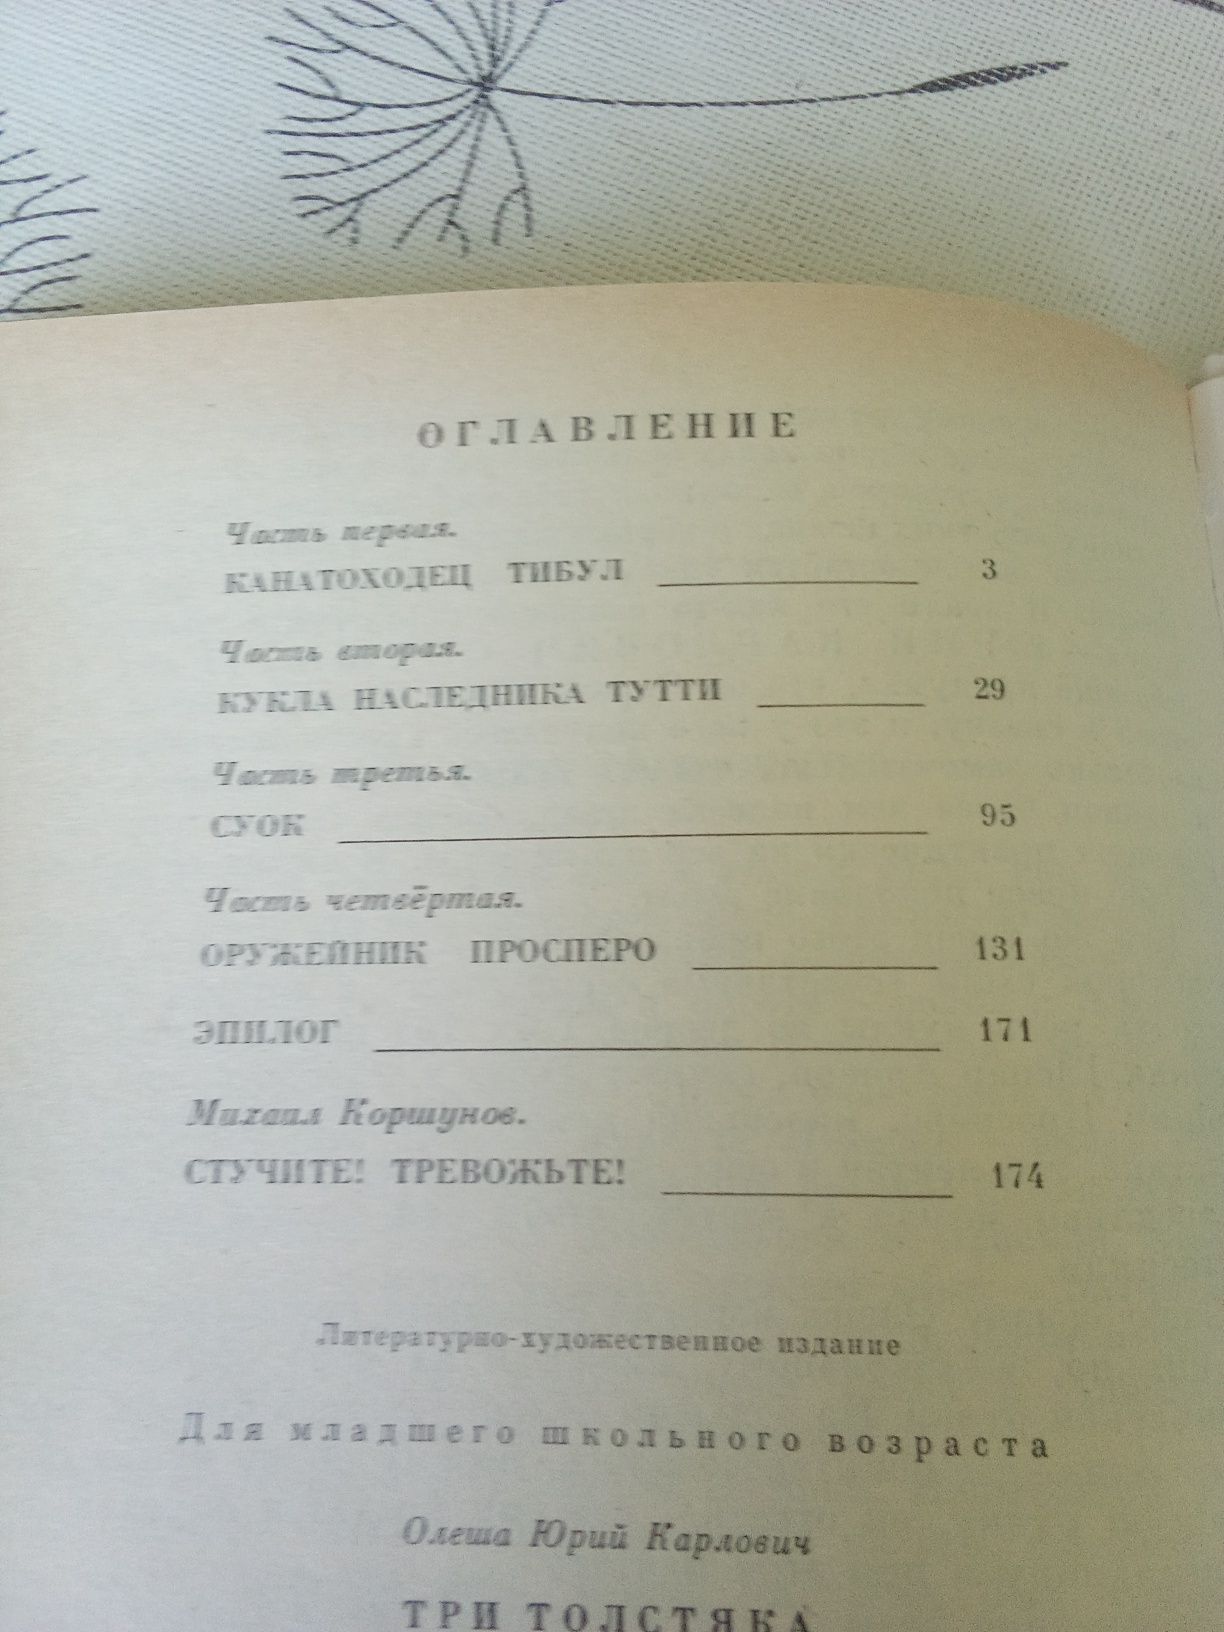 ОГЛАВЛЕНИЕ
Часть первая.
КАНАТОХОДЕЦ ТИБУЛ 3
Часть вторая.
КУКЛА НАСЛЕДНИКА ТУТТИ 29
Часть третья.
СУОК 95
Часть четвёртая.
ОРУЖЕЙНИК ПРОСПЕРО 131
ЭПИЛОГ 171
Михаил Коршунов.
СТУЧИТЕ! ТРЕВОЖЬТЕ! 174
Литературно-художественное издание
Для младшего школьного возраста
Олеша Юрий Карлович
ТРИ ТОЛСТЯКА